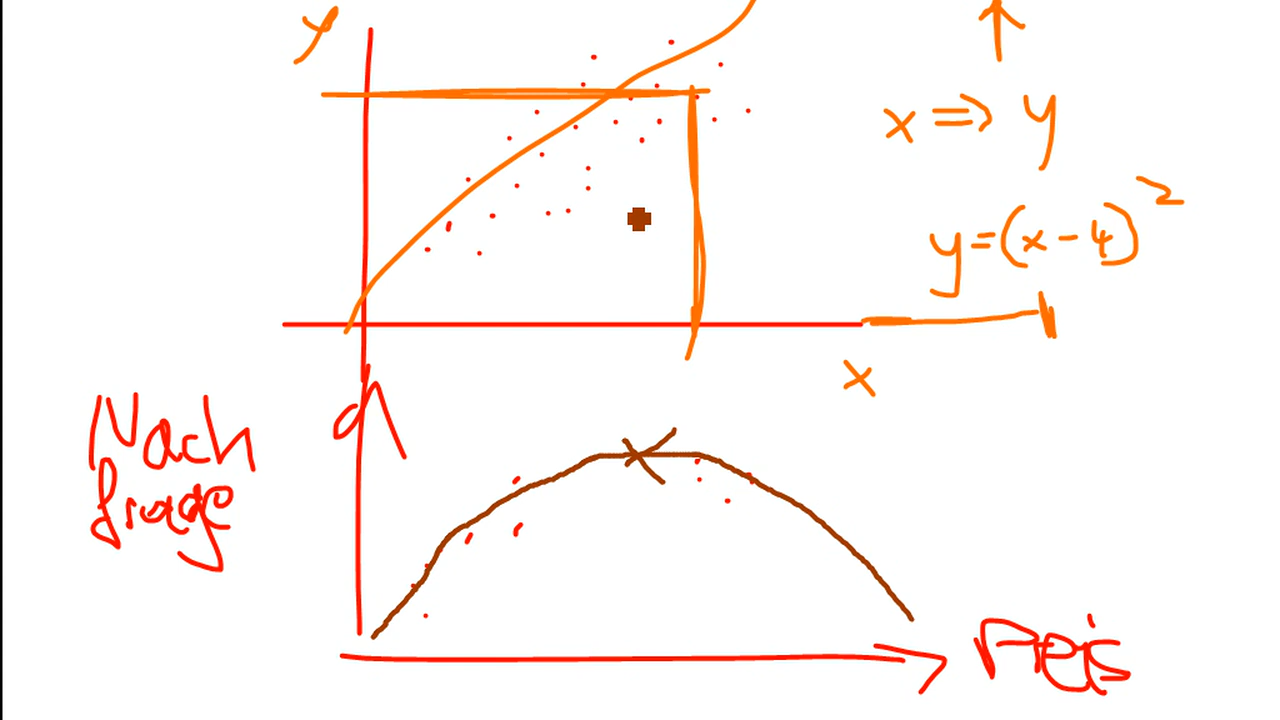 y
x ⇒ y
y=(x-4)²
x
Nach
frage
Preis